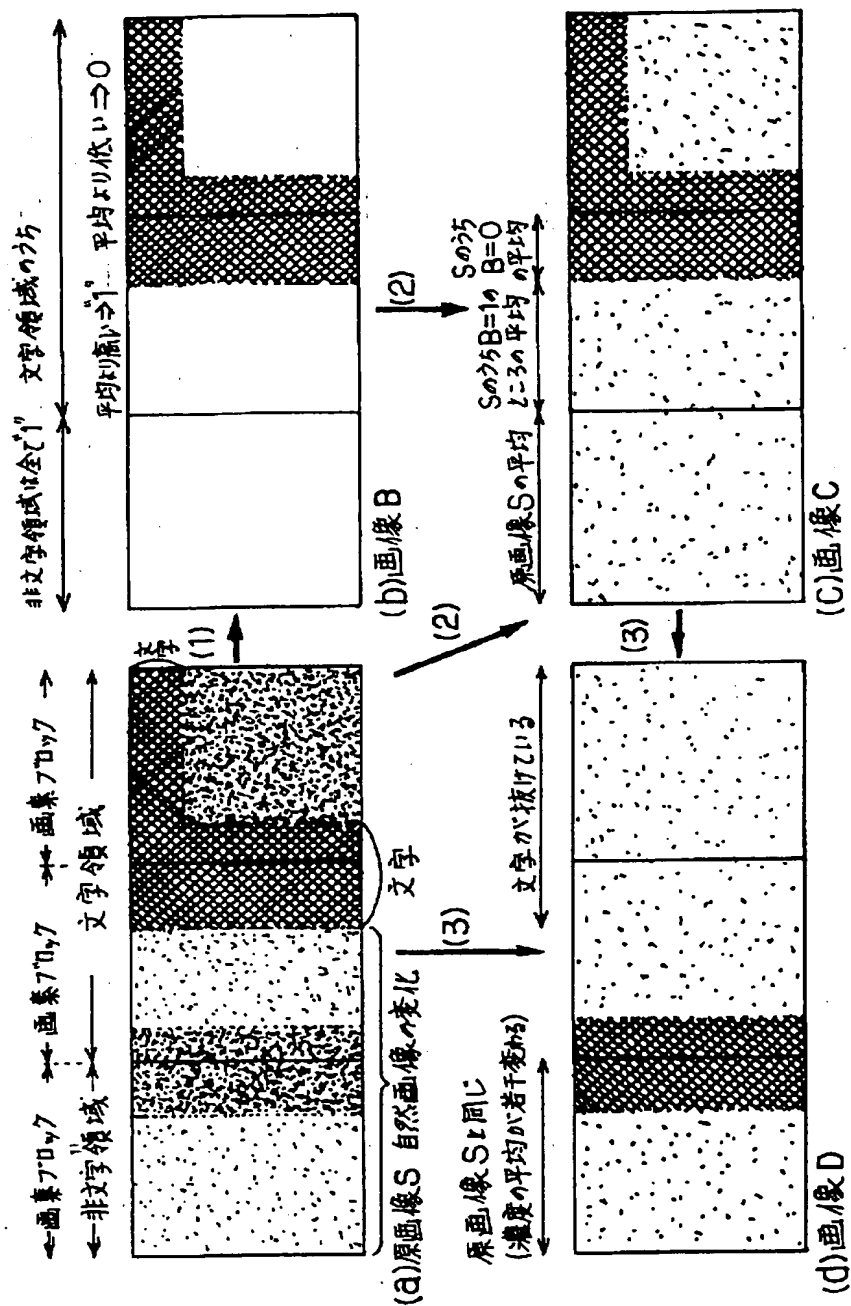 画素ブロック 画素ブロック 画素ブロック
非文字領域 文字領域
文字
文字
(a)原画像S 自然画像の変化
(1)
非文字領域は全て"1" 文字領域のうち
平均より高い⇒"1" 平均より低い⇒0
(b)画像B
(2)
(2)
(3)
原画像Sの平均
SのうちB=1の
ところの平均
Sのうち
B=0
の平均
(c)画像C
(3)
原画像Sと同じ
(濃度の平均が若干変わる)
文字が抜けている
(d)画像D